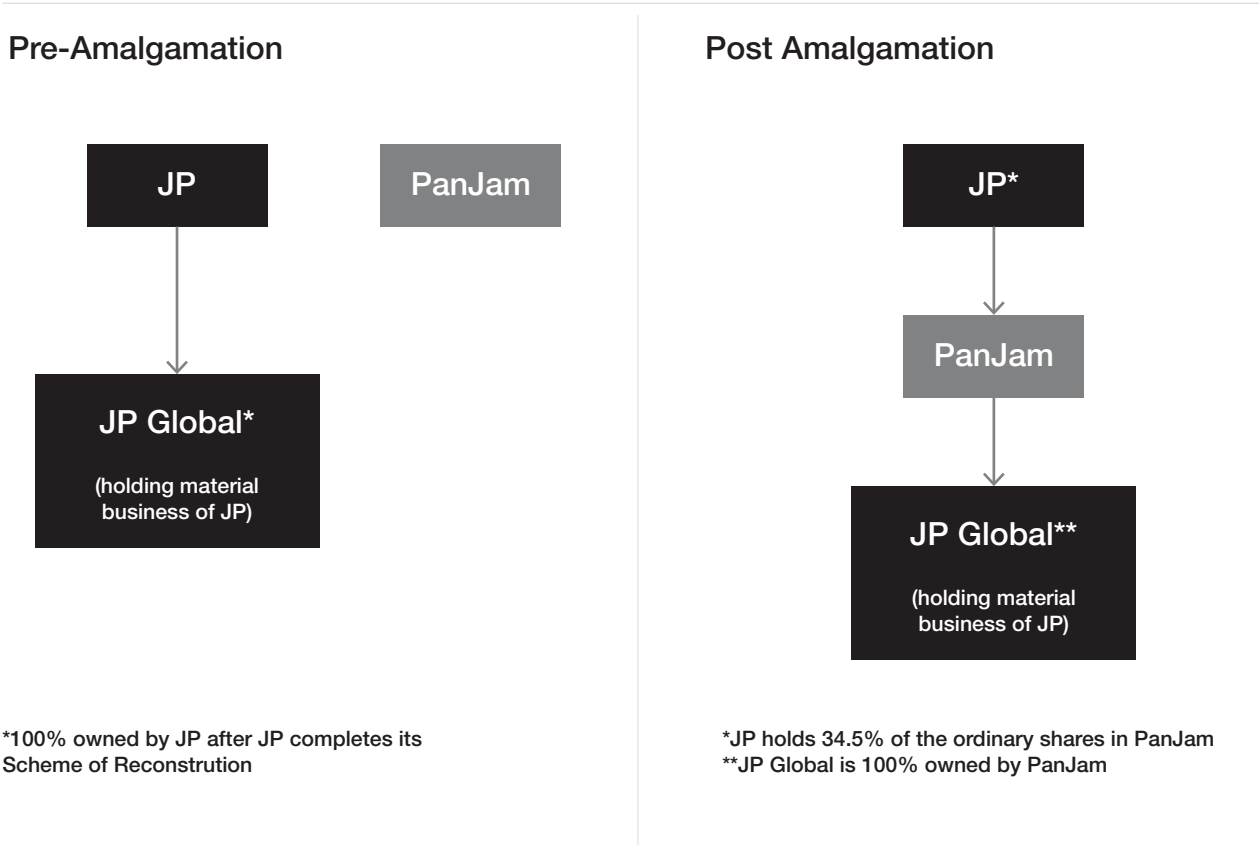 Pre-Amalgamation
JP
PanJam
JP Global*
(holding material
business of JP)
*100% owned by JP after JP completes its
Scheme of Reconstrution
Post Amalgamation
JP*
PanJam
JP Global**
(holding material
business of JP)
*JP holds 34.5% of the ordinary shares in PanJam
**JP Global is 100% owned by PanJam